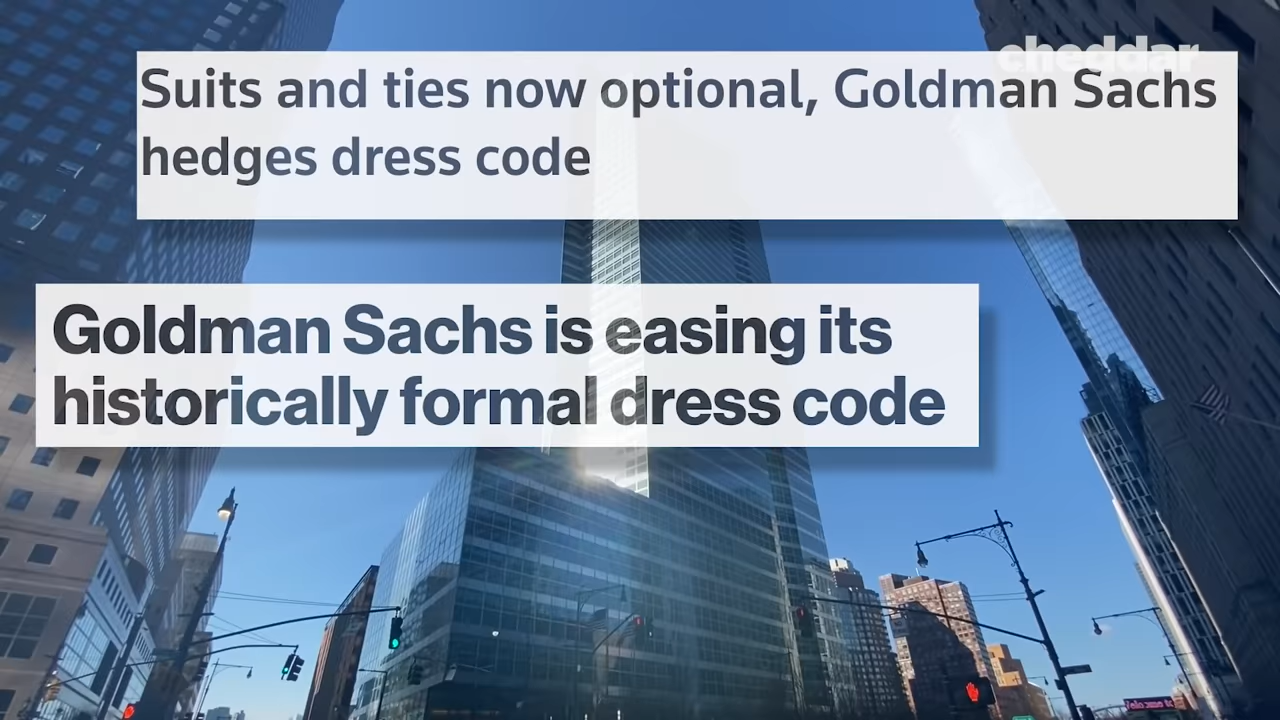 cheddar
Suits and ties now optional, Goldman Sachs
hedges dress code
Goldman Sachs is easing its
historically formal dress code